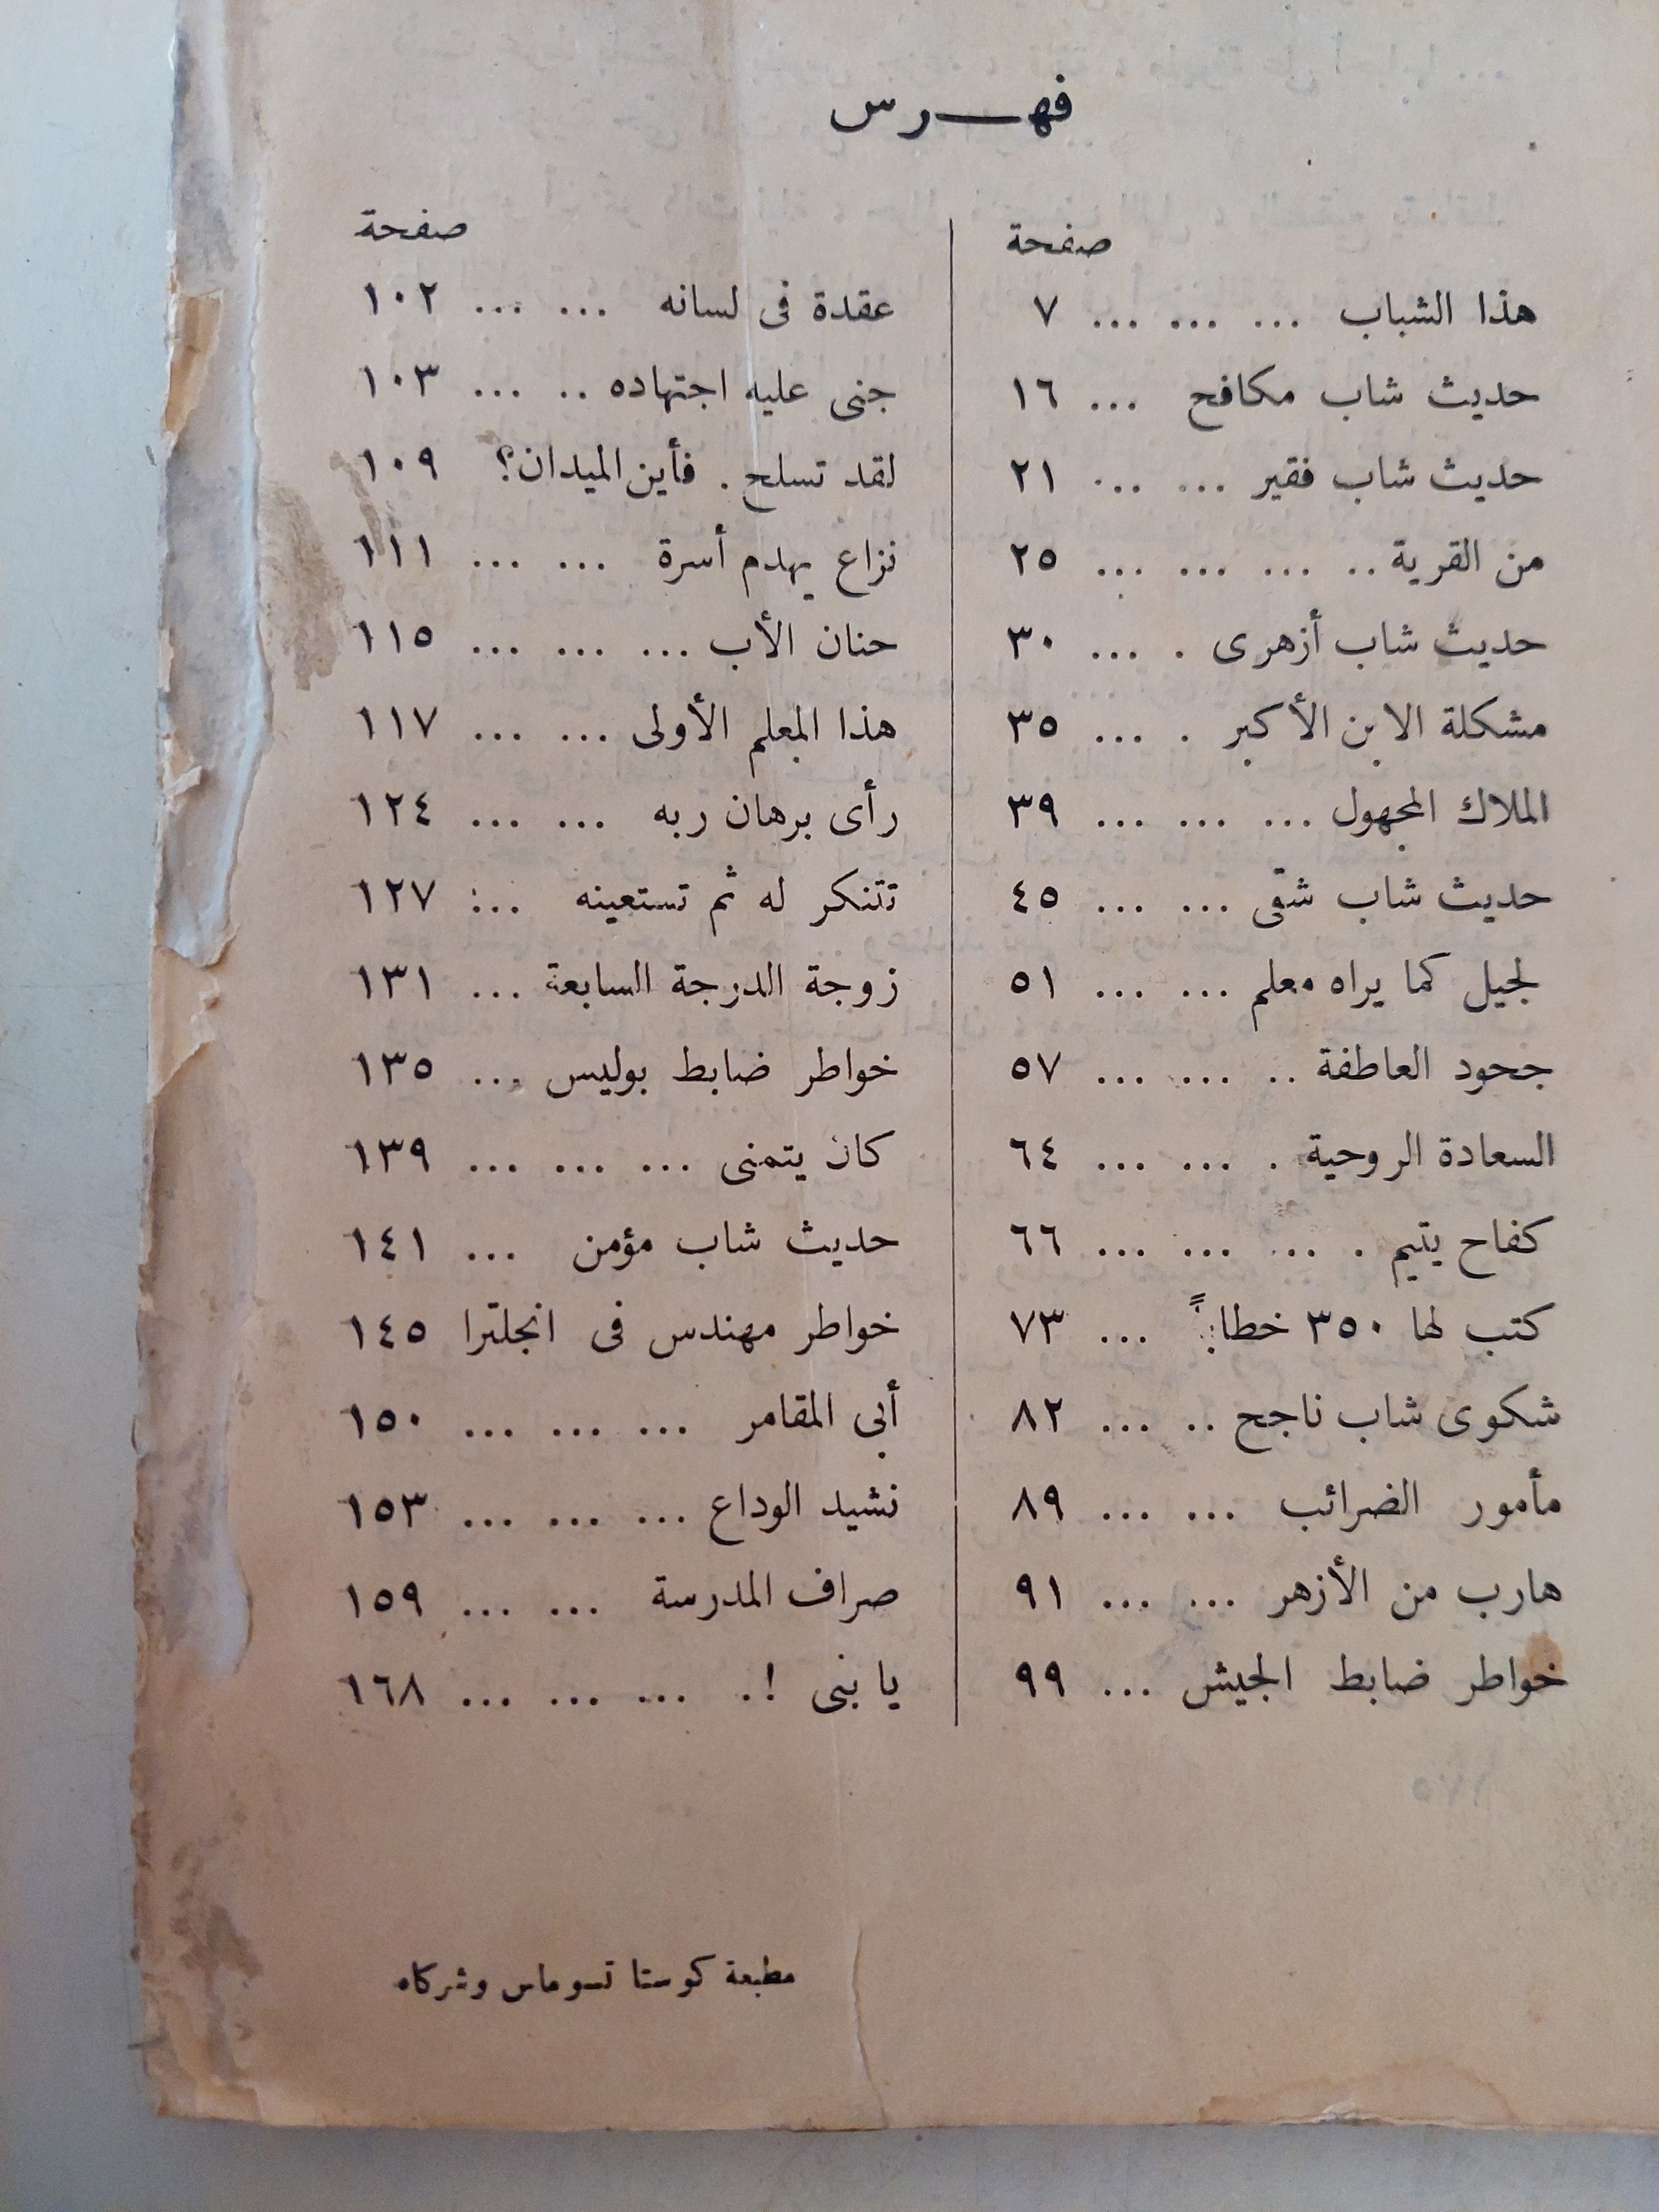 فهرس
صفحة
هذا الشباب ... ... ... ٧
حديث شاب مكافح ... ١٦
حديث شاب فقير ... ... ٢١
من القرية .. ... ... ... ٢٥
حديث شاب أزهرى . ... ٣٠
مشكلة الابن الأكبر . ... ٣٥
الملاك المجهول ... ... ... ٣٩
حديث شاب شقى ... ... ٤٥
لجيل كما يراه معلم ... ... ٥١
جحود العاطفة .. ... ... ٥٧
السعادة الروحية . ... ... ٦٤
كفاح يتيم . ... ... ... ٦٦
كتب لها ٣٥٠ خطاباً ... ٧٣
شكوى شاب ناجح .. ... ٨٢
مأمور الضرائب ... ... ٨٩
هارب من الأزهر ... ... ٩١
خواطر ضابط الجيش ... ٩٩
صفحة
عقدة فى لسانه ... ... ١٠٢
جنى عليه اجتهاده .. ... ١٠٣
لقد تسلح . فأين الميدان؟ ١٠٩
نزاع يهدم أسرة ... ... ١١١
حنان الأب ... ... ... ١١٥
هذا المعلم الأولى ... ... ١١٧
رأى برهان ربه ... ... ١٢٤
تتنكر له ثم تستعينه ... ١٢٧
زوجة الدرجة السابعة ... ١٣١
خواطر ضابط بوليس ... ١٣٥
كان يتمنى ... ... ... ١٣٩
حديث شاب مؤمن ... ١٤١
خواطر مهندس فى انجلترا ١٤٥
أبى المقامر ... ... ... ١٥٠
نشيد الوداع ... ... ... ١٥٣
صراف المدرسة ... ... ١٥٩
يا بنى !. ... ... ... ١٦٨
مطبعة كوستا تسوماس وشركاه